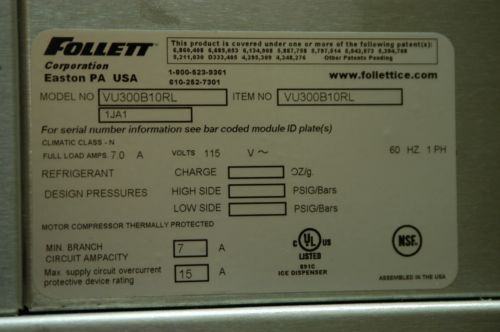 FOLLETT
Corporation
Easton PA USA
This product is covered under one or more of the following patent(s):
Other Patents Pending
1-800-523-9361
610-252-7301
www.follettice.com
MODEL NO VU300B10RL ITEM NO VU300B10RL
1JA1
For serial number information see bar coded module ID plate(s)
CLIMATIC CLASS - N
FULL LOAD AMPS 7.0 A VOLTS 115 V ~ 60 HZ 1 PH
REFRIGERANT CHARGE OZ/g.
DESIGN PRESSURES HIGH SIDE PSIG/Bars
LOW SIDE PSIG/Bars
MOTOR COMPRESSOR THERMALLY PROTECTED
MIN. BRANCH
CIRCUIT AMPACITY 7 A
Max. supply circuit overcurrent
protective device rating 15 A
C UL US
LISTED
891G
ICE DISPENSER
NSF
ASSEMBLED IN THE USA